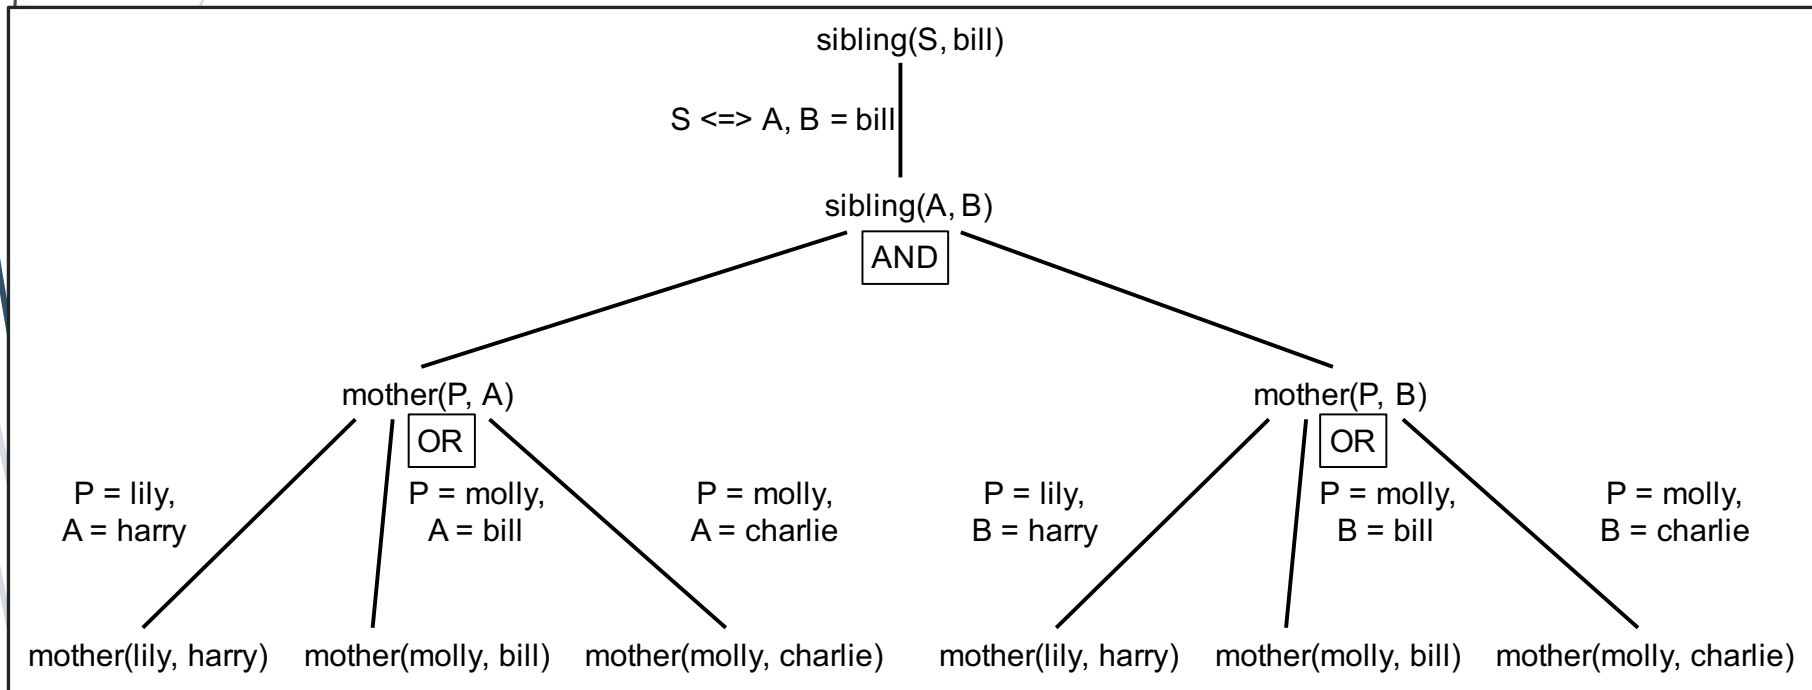 sibling(S, bill)
S <=> A, B = bill
sibling(A, B)
AND
mother(P, A)
OR
mother(P, B)
OR
P = lily,
A = harry
P = molly,
A = bill
P = molly,
A = charlie
P = lily,
B = harry
P = molly,
B = bill
P = molly,
B = charlie
mother(lily, harry)
mother(molly, bill)
mother(molly, charlie)
mother(lily, harry)
mother(molly, bill)
mother(molly, charlie)